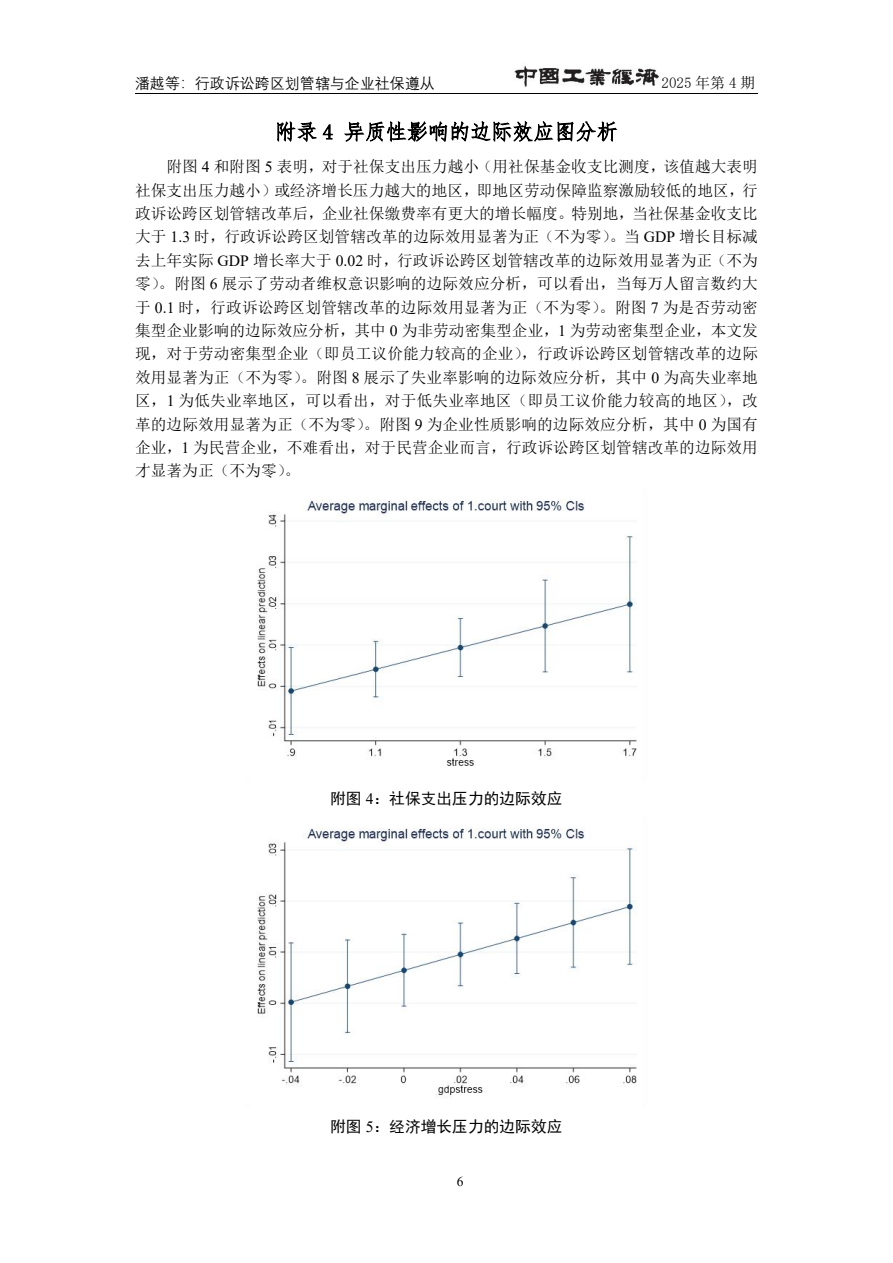 潘越等：行政诉讼跨区划管辖与企业社保遵从 中國工業經濟 2025 年第 4 期
附录 4 异质性影响的边际效应图分析
附图 4 和附图 5 表明，对于社保支出压力越小（用社保基金收支比测度，该值越大表明
社保支出压力越小）或经济增长压力越大的地区，即地区劳动保障监察激励较低的地区，行
政诉讼跨区划管辖改革后，企业社保缴费率有更大的增长幅度。特别地，当社保基金收支比
大于 1.3 时，行政诉讼跨区划管辖改革的边际效用显著为正（不为零）。当 GDP 增长目标减
去上年实际 GDP 增长率大于 0.02 时，行政诉讼跨区划管辖改革的边际效用显著为正（不为
零）。附图 6 展示了劳动者维权意识影响的边际效应分析，可以看出，当每万人留言数约大
于 0.1 时，行政诉讼跨区划管辖改革的边际效用显著为正（不为零）。附图 7 为是否劳动密
集型企业影响的边际效应分析，其中 0 为非劳动密集型企业，1 为劳动密集型企业，本文发
现，对于劳动密集型企业（即员工议价能力较高的企业），行政诉讼跨区划管辖改革的边际
效用显著为正（不为零）。附图 8 展示了失业率影响的边际效应分析，其中 0 为高失业率地
区，1 为低失业率地区，可以看出，对于低失业率地区（即员工议价能力较高的地区），改
革的边际效用显著为正（不为零）。附图 9 为企业性质影响的边际效应分析，其中 0 为国有
企业，1 为民营企业，不难看出，对于民营企业而言，行政诉讼跨区划管辖改革的边际效用
才显著为正（不为零）。
Average marginal effects of 1.court with 95% CIs
Effects on linear prediction
.04
.03
.02
.01
0
-.01
.9 1.1 1.3 1.5 1.7
stress
附图 4：社保支出压力的边际效应
Average marginal effects of 1.court with 95% CIs
Effects on linear prediction
.03
.02
.01
0
-.01
-.04 -.02 0 .02 .04 .06 .08
gdpstress
附图 5：经济增长压力的边际效应
6